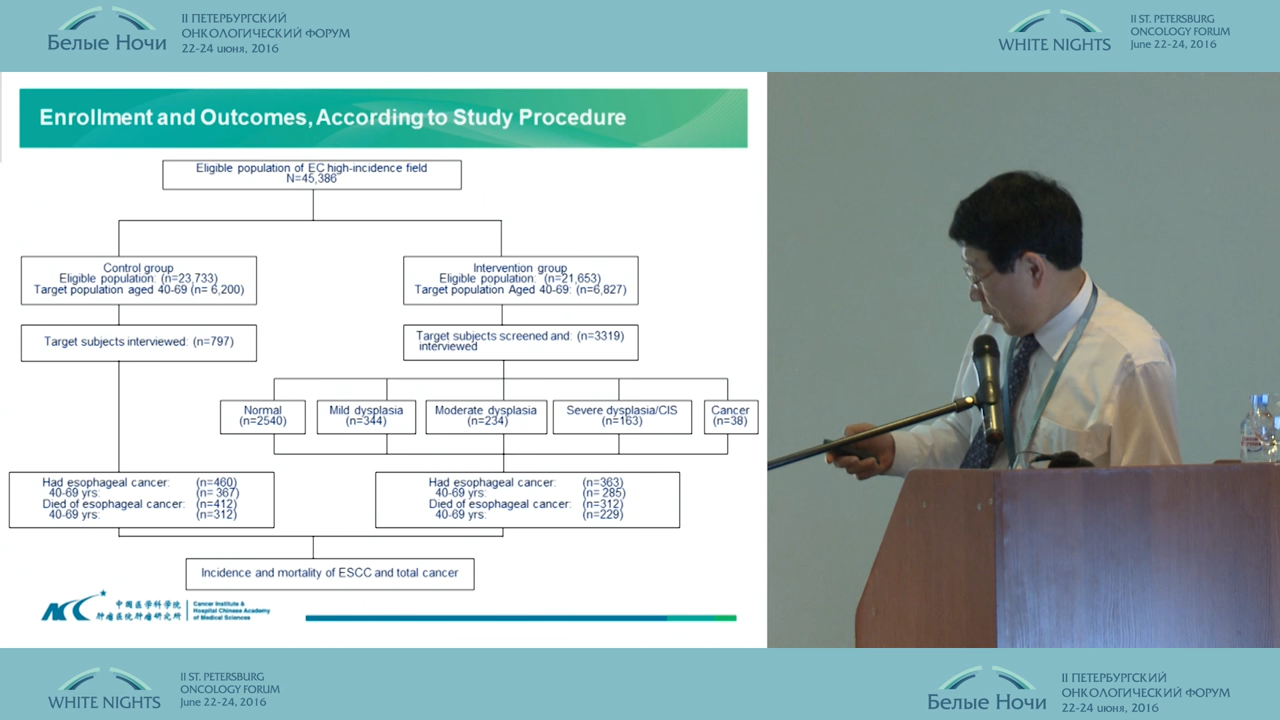 Белые Ночи
II ПЕТЕРБУРГСКИЙ
ОНКОЛОГИЧЕСКИЙ ФОРУМ
22-24 июня, 2016
WHITE NIGHTS
II ST. PETERSBURG
ONCOLOGY FORUM
June 22-24, 2016
Enrollment and Outcomes, According to Study Procedure
Eligible population of EC high-incidence field
N=45,386
Control group
Eligible population: (n=23,733)
Target population aged 40-69 (n= 6,200)
Intervention group
Eligible population: (n=21,653)
Target population Aged 40-69: (n=6,827)
Target subjects interviewed: (n=797)
Target subjects screened and: (n=3319)
interviewed
Normal
(n=2540)
Mild dysplasia
(n=344)
Moderate dysplasia
(n=234)
Severe dysplasia/CIS
(n=163)
Cancer
(n=38)
Had esophageal cancer: (n=460)
40-69 yrs: (n= 367)
Died of esophageal cancer: (n=412)
40-69 yrs: (n=312)
Had esophageal cancer: (n=363)
40-69 yrs: (n= 285)
Died of esophageal cancer: (n=312)
40-69 yrs: (n=229)
Incidence and mortality of ESCC and total cancer
中国医学科学院
肿瘤医院肿瘤研究所
Cancer Institute &
Hospital Chinese Academy
of Medical Sciences
WHITE NIGHTS
II ST. PETERSBURG
ONCOLOGY FORUM
June 22-24, 2016
Белые Ночи
II ПЕТЕРБУРГСКИЙ
ОНКОЛОГИЧЕСКИЙ ФОРУМ
22-24 июня, 2016